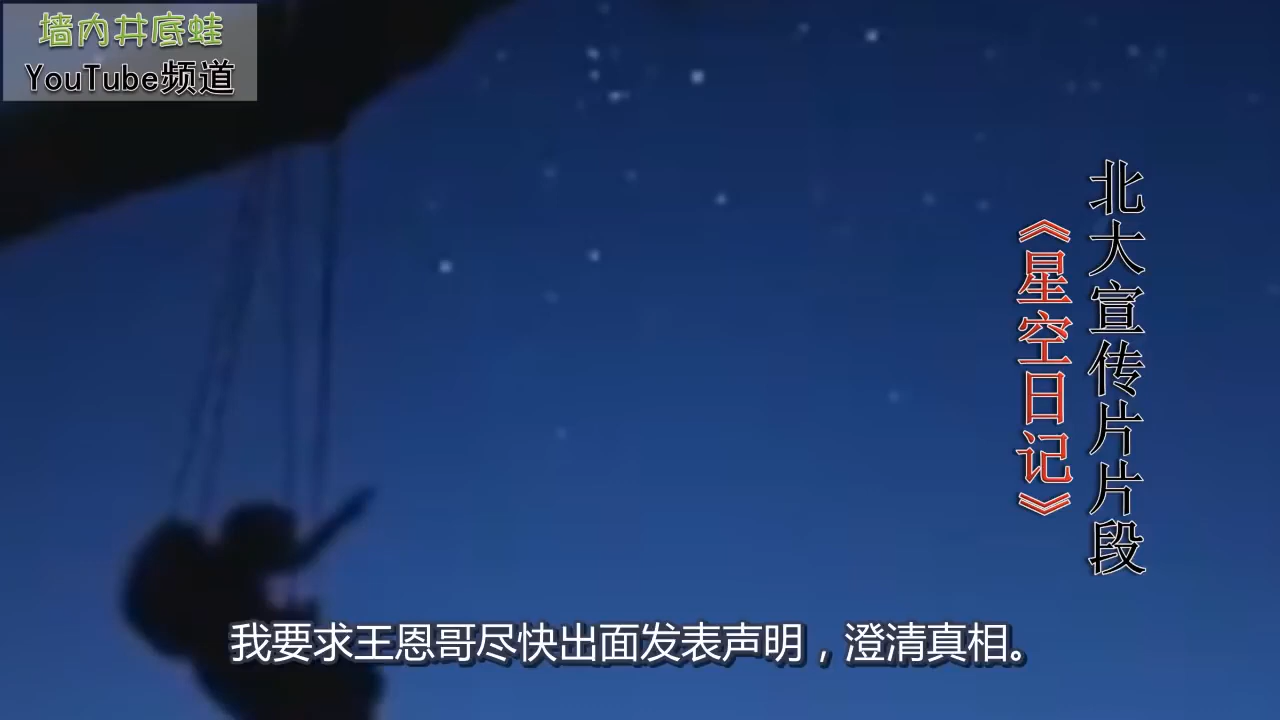 墙内井底蛙
YouTube频道
北大宣传片片段
《星空日记》
我要求王恩哥尽快出面发表声明，澄清真相。